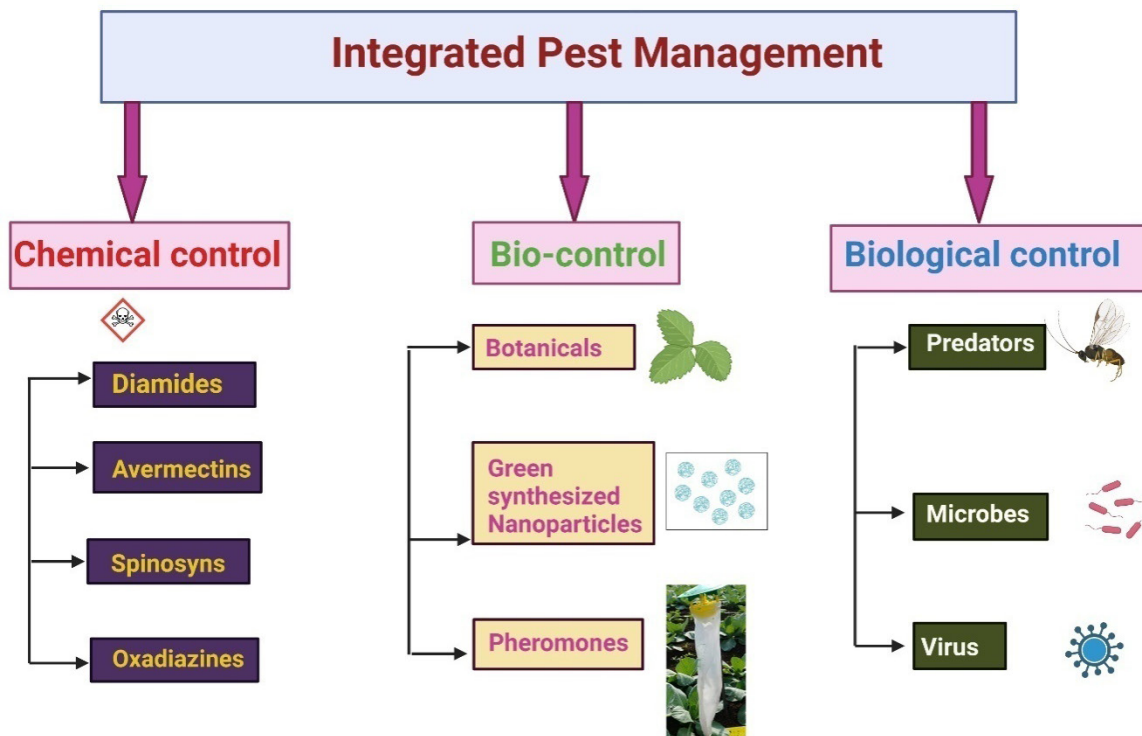 Integrated Pest Management
Chemical control
Diamides
Avermectins
Spinosyns
Oxadiazines
Bio-control
Botanicals
Green
synthesized
Nanoparticles
Pheromones
Biological control
Predators
Microbes
Virus